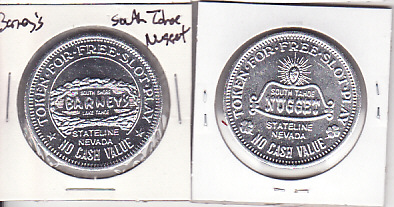 Barney's
South Tahoe
Nugget
TOKEN·FOR·FREE·SLOT·PLAY
SOUTH SHORE
BARNEY'S
LAKE TAHOE
STATELINE
NEVADA
NO CASH VALUE
TOKEN·FOR·FREE·SLOT·PLAY
SOUTH TAHOE
NUGGET
STATELINE
NEVADA
NO CASH VALUE